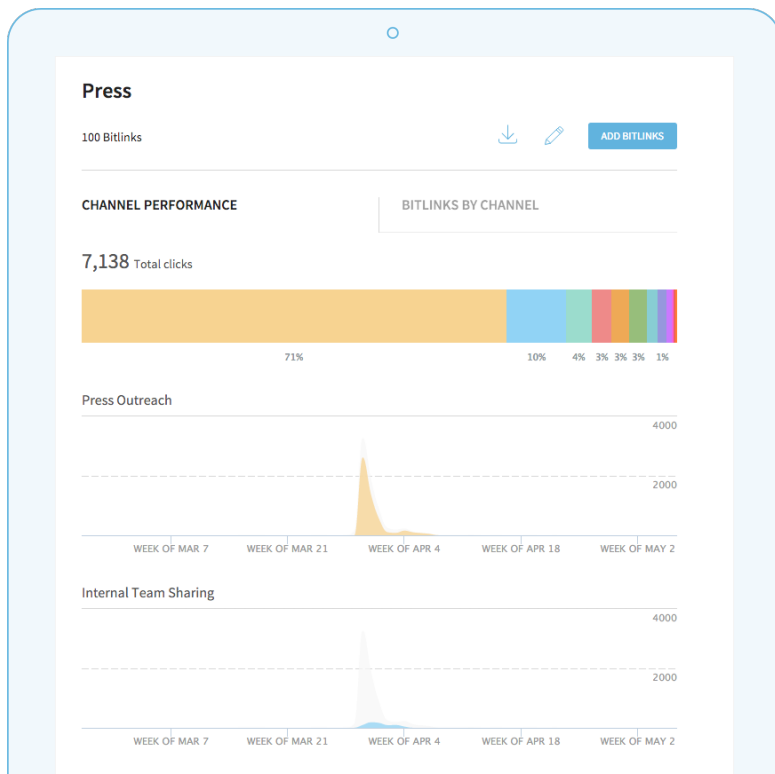 Press
100 Bitlinks
ADD BITLINKS
CHANNEL PERFORMANCE
BITLINKS BY CHANNEL
7,138 Total clicks
71% 10% 4% 3% 3% 3% 1%
Press Outreach
4000
2000
WEEK OF MAR 7 WEEK OF MAR 21 WEEK OF APR 4 WEEK OF APR 18 WEEK OF MAY 2
Internal Team Sharing
4000
2000
WEEK OF MAR 7 WEEK OF MAR 21 WEEK OF APR 4 WEEK OF APR 18 WEEK OF MAY 2